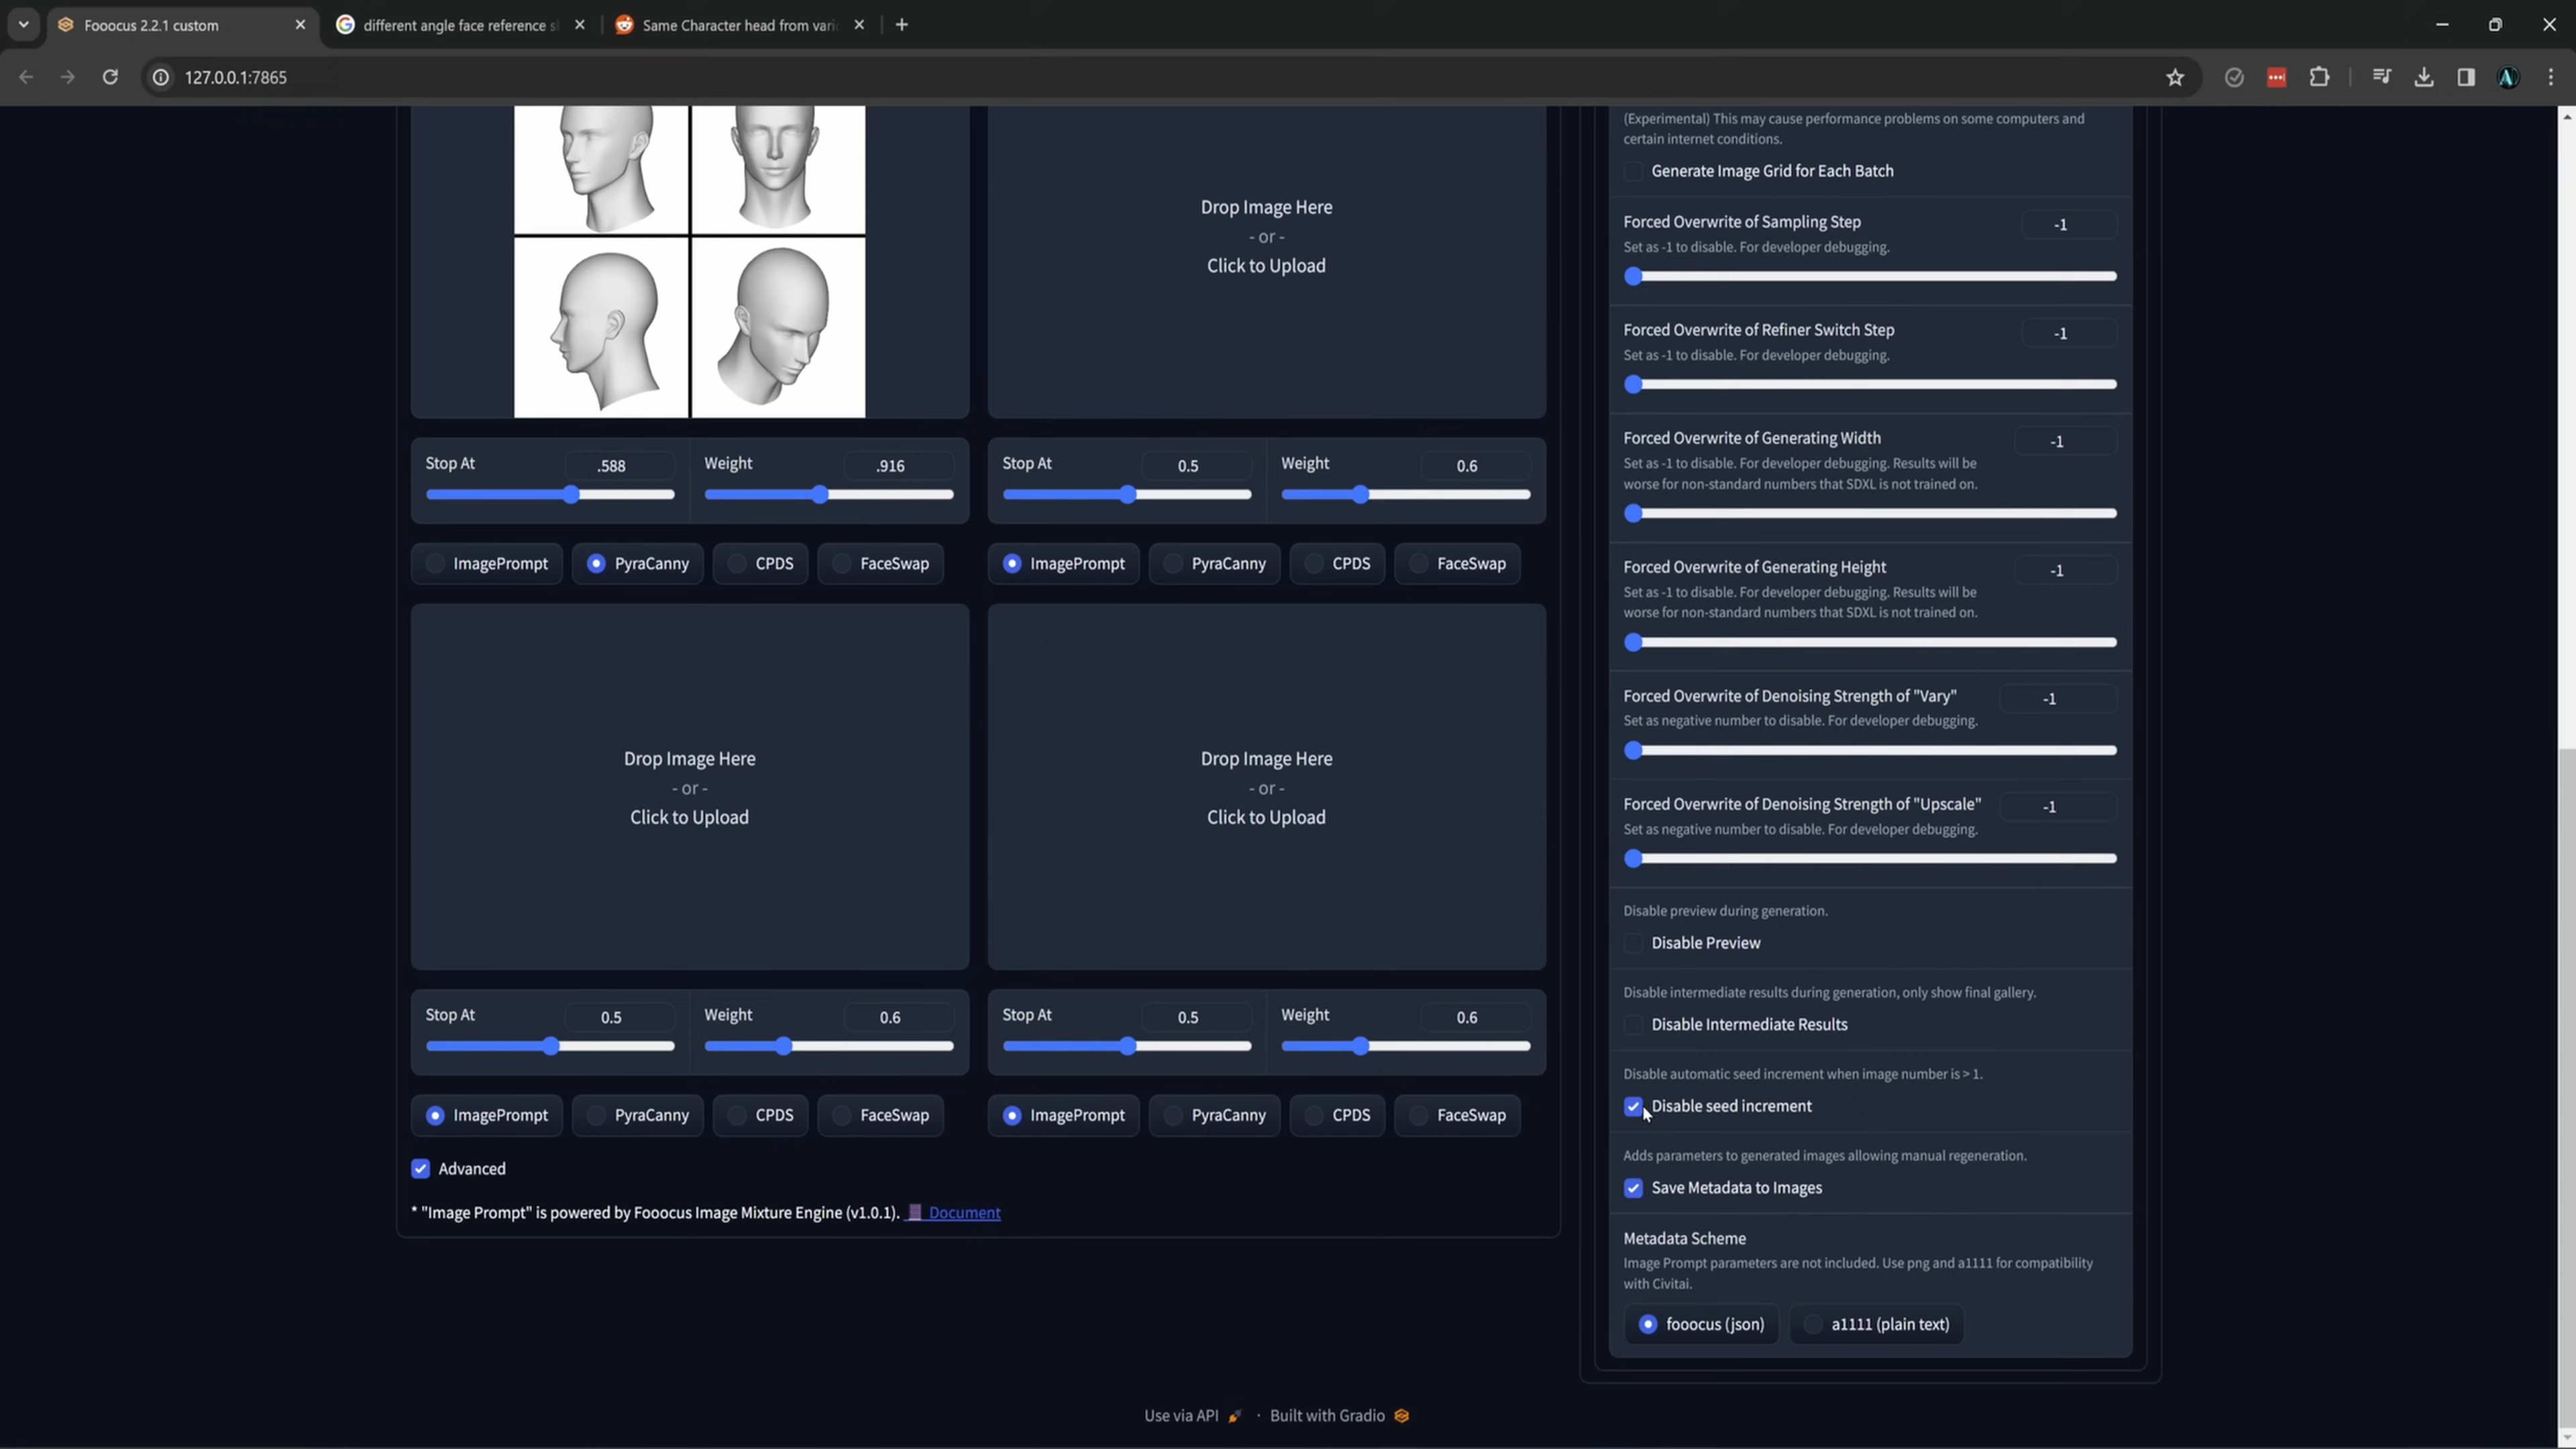 Fooocus 2.2.1 custom
different angle face reference s
Same Character head from vari
127.0.0.1:7865
Drop Image Here
- or -
Click to Upload
Stop At
.588
Weight
.916
Stop At
0.5
Weight
0.6
ImagePrompt
PyraCanny
CPDS
FaceSwap
ImagePrompt
PyraCanny
CPDS
FaceSwap
Drop Image Here
- or -
Click to Upload
Drop Image Here
- or -
Click to Upload
Stop At
0.5
Weight
0.6
Stop At
0.5
Weight
0.6
ImagePrompt
PyraCanny
CPDS
FaceSwap
ImagePrompt
PyraCanny
CPDS
FaceSwap
Advanced
* "Image Prompt" is powered by Fooocus Image Mixture Engine (v1.0.1). Document
(Experimental) This may cause performance problems on some computers and
certain internet conditions.
Generate Image Grid for Each Batch
Forced Overwrite of Sampling Step
-1
Set as -1 to disable. For developer debugging.
Forced Overwrite of Refiner Switch Step
-1
Set as -1 to disable. For developer debugging.
Forced Overwrite of Generating Width
-1
Set as -1 to disable. For developer debugging. Results will be
worse for non-standard numbers that SDXL is not trained on.
Forced Overwrite of Generating Height
-1
Set as -1 to disable. For developer debugging. Results will be
worse for non-standard numbers that SDXL is not trained on.
Forced Overwrite of Denoising Strength of "Vary"
-1
Set as negative number to disable. For developer debugging.
Forced Overwrite of Denoising Strength of "Upscale"
-1
Set as negative number to disable. For developer debugging.
Disable preview during generation.
Disable Preview
Disable intermediate results during generation, only show final gallery.
Disable Intermediate Results
Disable automatic seed increment when image number is > 1.
Disable seed increment
Adds parameters to generated images allowing manual regeneration.
Save Metadata to Images
Metadata Scheme
Image Prompt parameters are not included. Use png and a1111 for compatibility
with Civitai.
fooocus (json)
a1111 (plain text)
Use via API · Built with Gradio